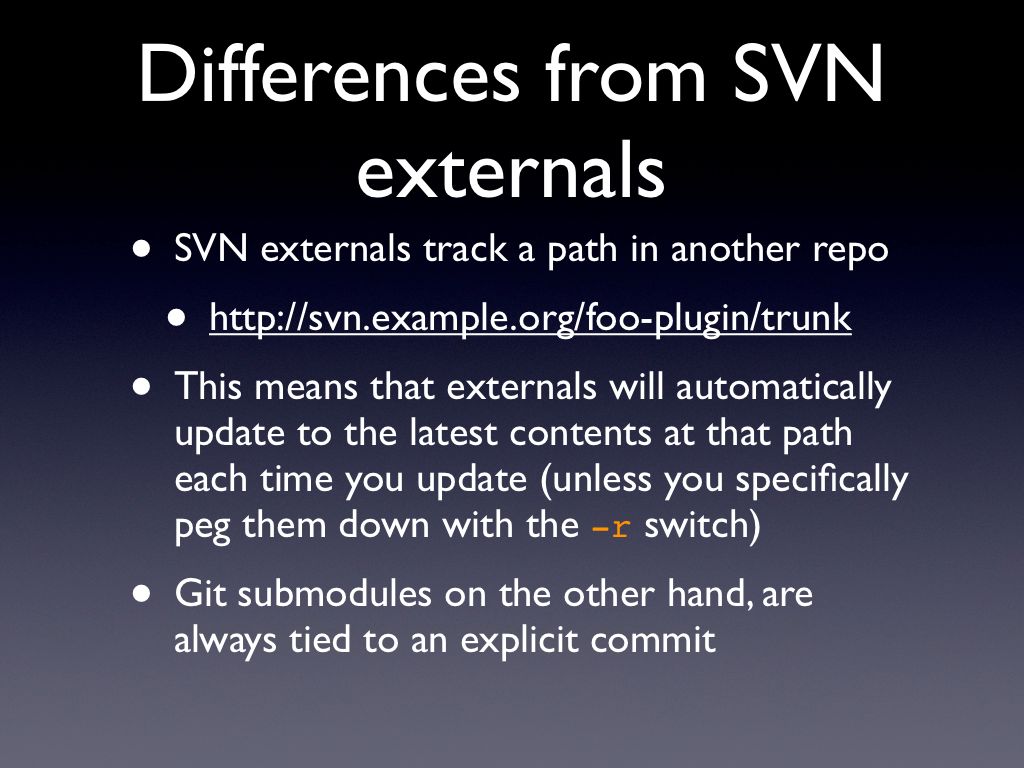 Differences from SVN
externals
• SVN externals track a path in another repo
• http://svn.example.org/foo-plugin/trunk
• This means that externals will automatically
update to the latest contents at that path
each time you update (unless you specifically
peg them down with the -r switch)
• Git submodules on the other hand, are
always tied to an explicit commit